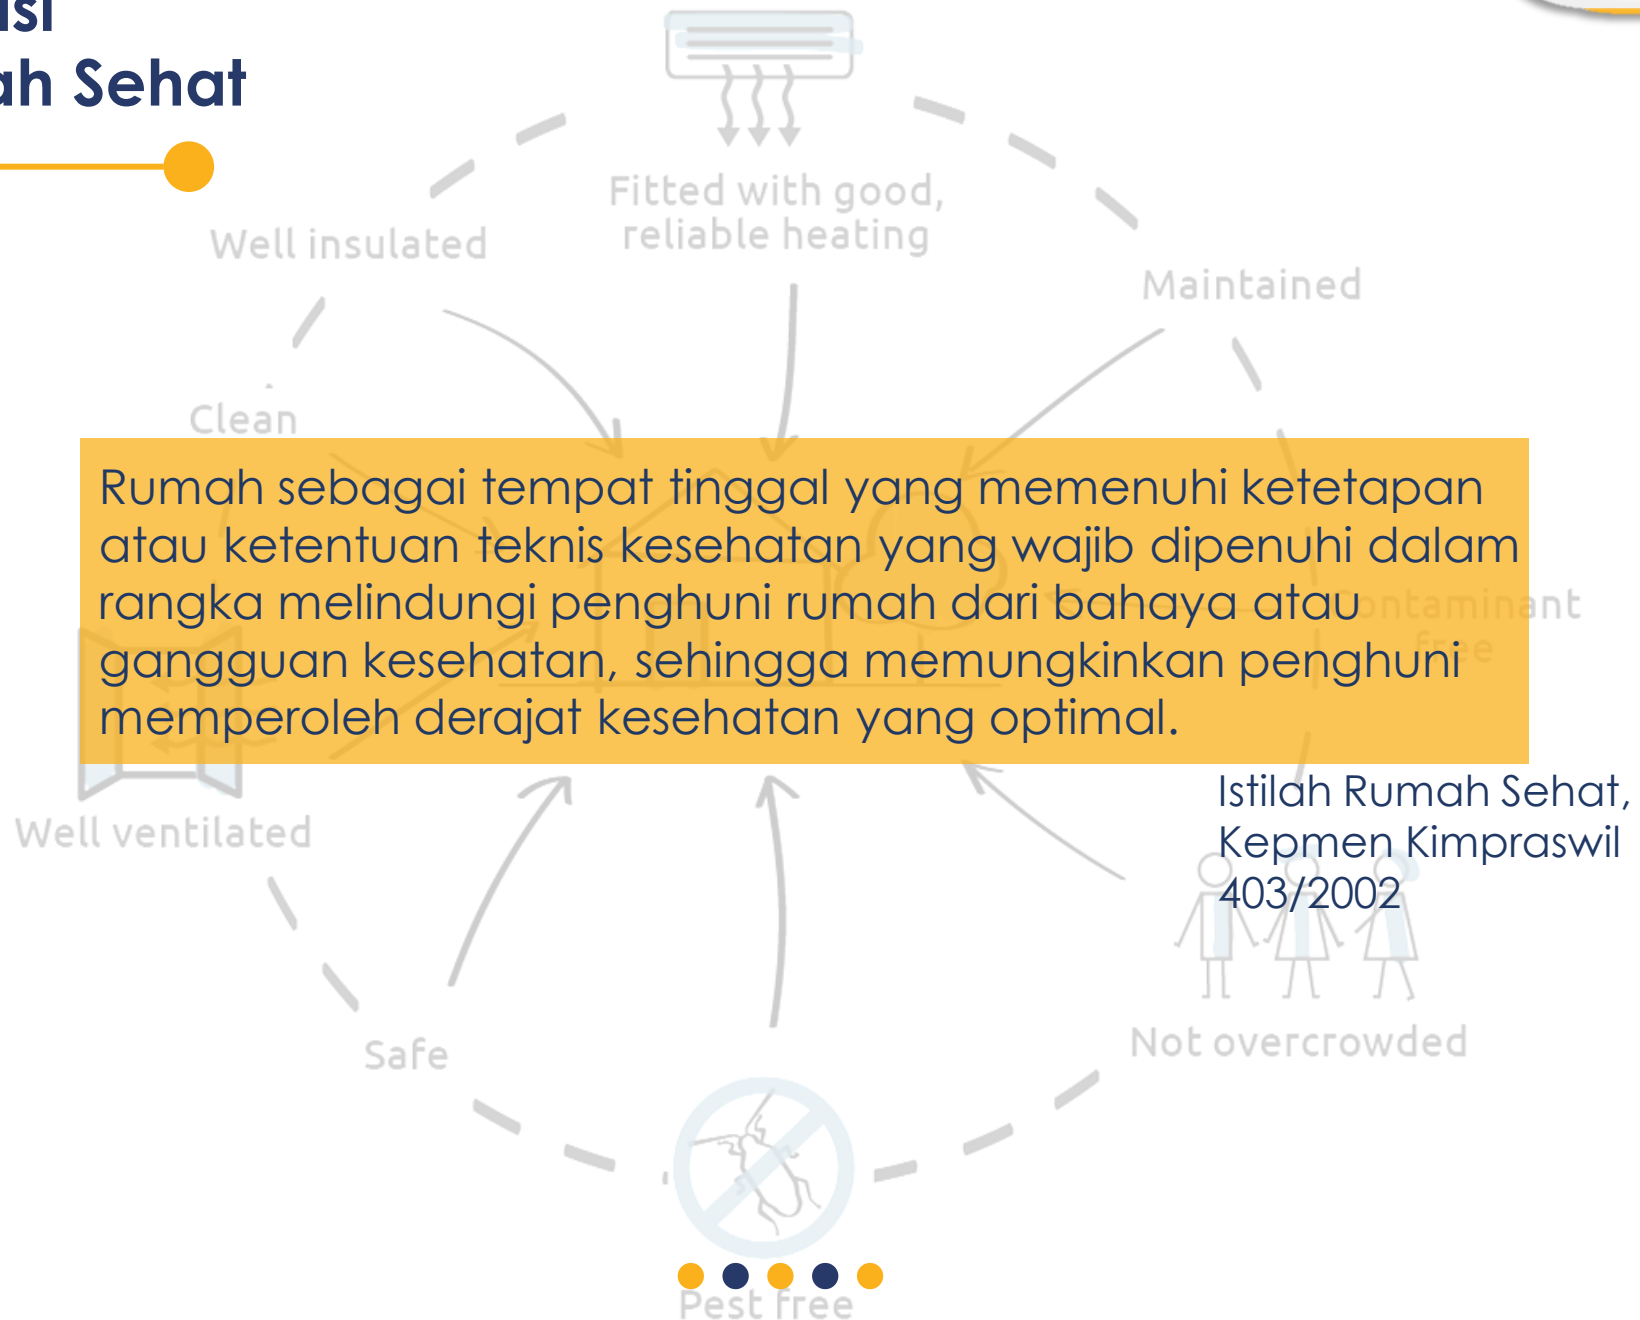 isi
ah Sehat
Fitted with good,
reliable heating
Well insulated
Maintained
Clean
Rumah sebagai tempat tinggal yang memenuhi ketetapan
atau ketentuan teknis kesehatan yang wajib dipenuhi dalam
rangka melindungi penghuni rumah dari bahaya atau
gangguan kesehatan, sehingga memungkinkan penghuni
memperoleh derajat kesehatan yang optimal.
Contaminant
free
Istilah Rumah Sehat,
Kepmen Kimpraswil
403/2002
Well ventilated
Not overcrowded
Safe
Pest free